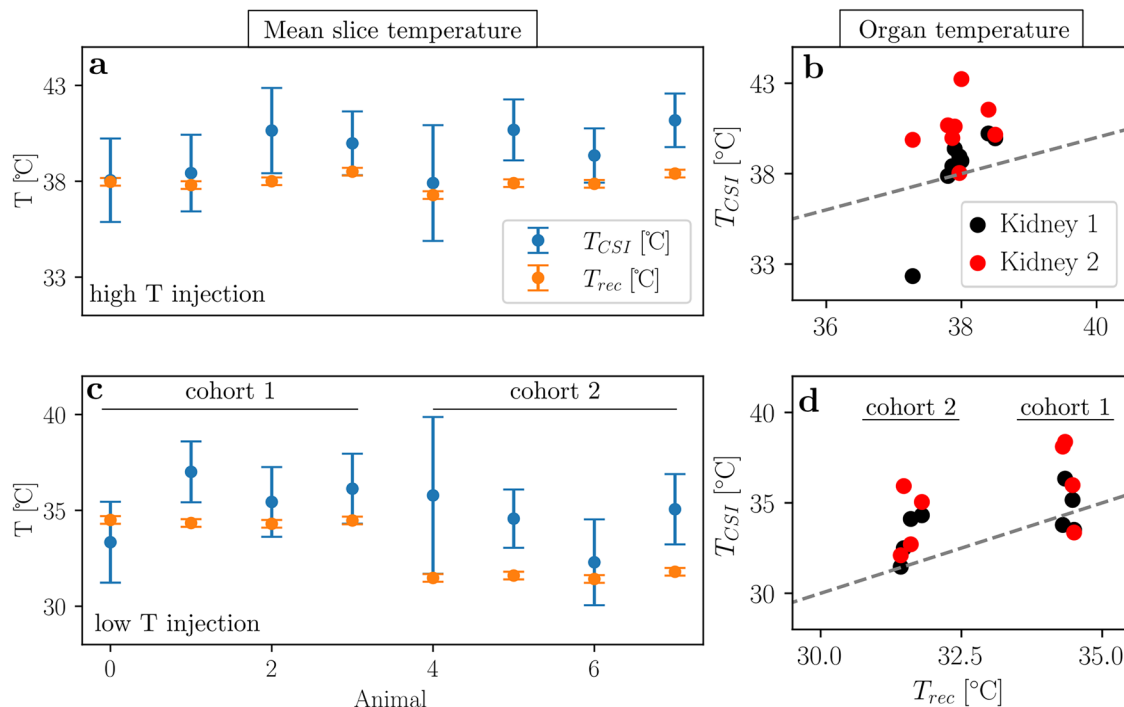 Mean slice temperature
Organ temperature
a
43
38
33
T [°C]
T_CSI [°C]
T_rec [°C]
high T injection
b
43
38
33
T_CSI [°C]
Kidney 1
Kidney 2
36 38 40
c
cohort 1
cohort 2
40
35
30
T [°C]
low T injection
0 2 4 6
Animal
d
cohort 2
cohort 1
40
35
30
T_CSI [°C]
30.0 32.5 35.0
T_rec [°C]